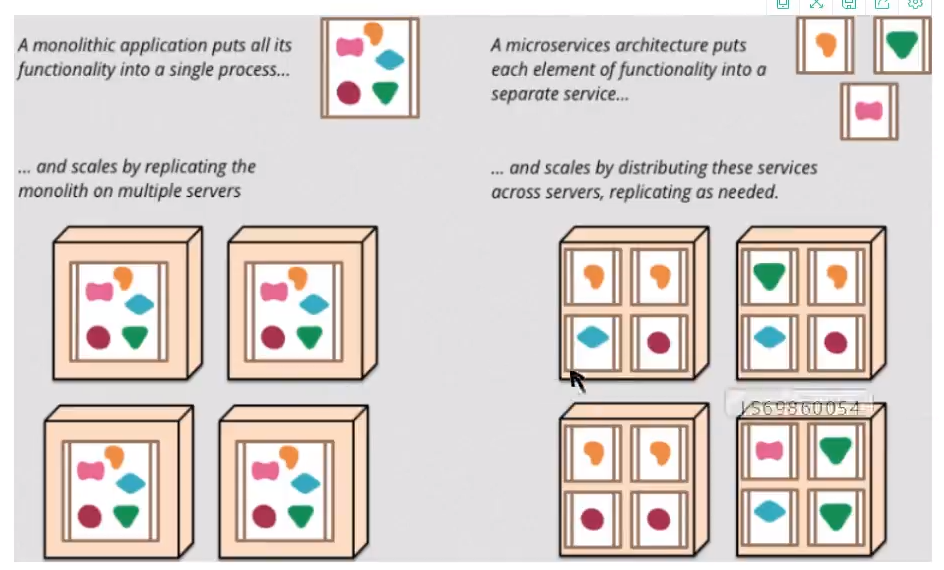 A monolithic application puts all its
functionality into a single process...
... and scales by replicating the
monolith on multiple servers
A microservices architecture puts
each element of functionality into a
separate service...
... and scales by distributing these services
across servers, replicating as needed.
LS69860054